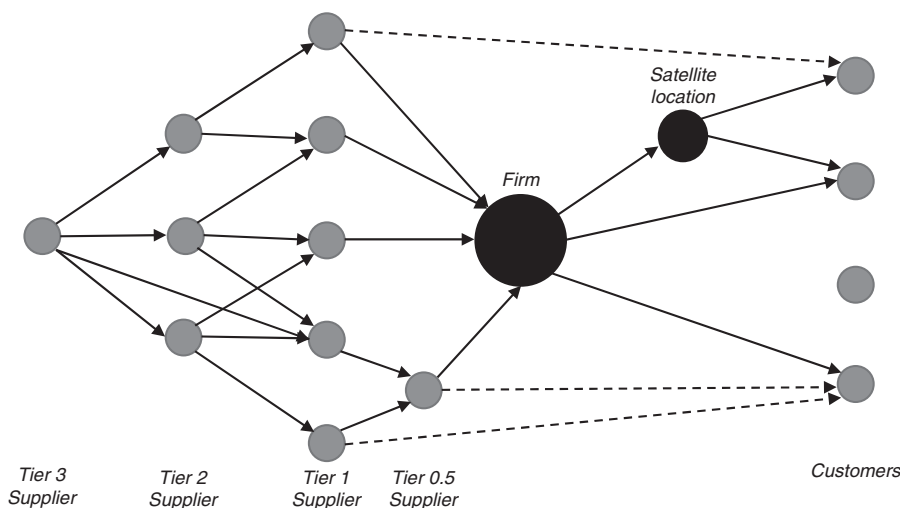 Satellite
location
Firm
Tier 3
Supplier
Tier 2
Supplier
Tier 1
Supplier
Tier 0.5
Supplier
Customers